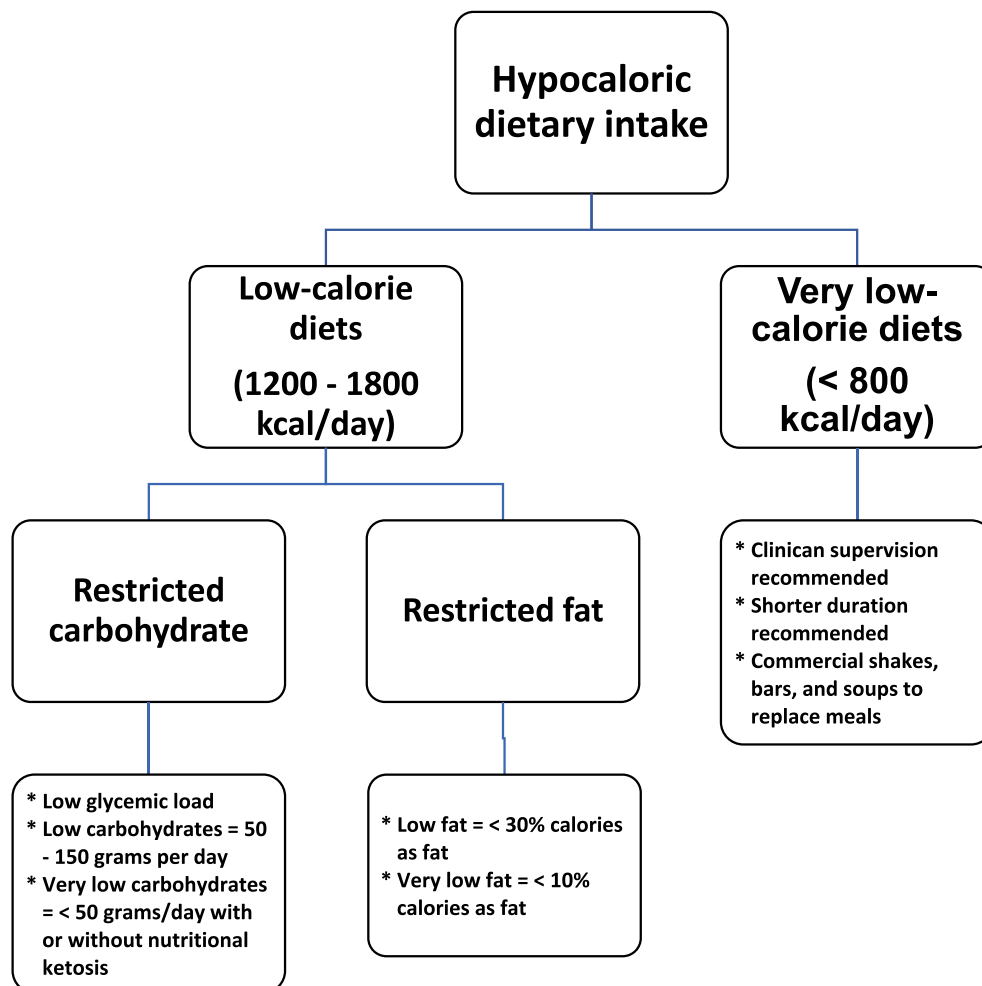 Hypocaloric
dietary intake
Low-calorie
diets
(1200 - 1800
kcal/day)
Very low-
calorie diets
(< 800
kcal/day)
Restricted
carbohydrate
Restricted fat
* Clinican supervision
recommended
* Shorter duration
recommended
* Commercial shakes,
bars, and soups to
replace meals
* Low glycemic load
* Low carbohydrates = 50
- 150 grams per day
* Very low carbohydrates
= < 50 grams/day with
or without nutritional
ketosis
* Low fat = < 30% calories
as fat
* Very low fat = < 10%
calories as fat